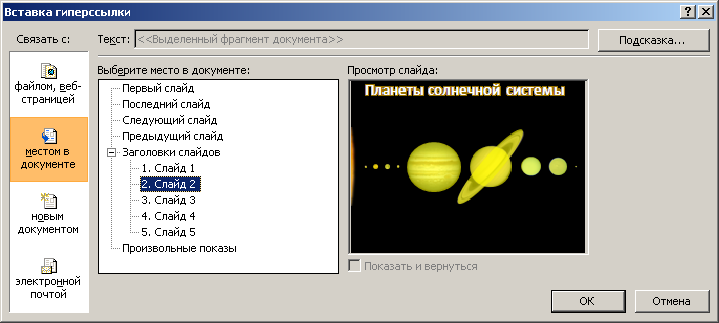 Вставка гиперссылки
Связать с:
Текст:
<<Выделенный фрагмент документа>>
Подсказка...
файлом, веб-
страницей
местом в
документе
новым
документом
электронной
почтой
Выберите место в документе:
Первый слайд
Последний слайд
Следующий слайд
Предыдущий слайд
Заголовки слайдов
1. Слайд 1
2. Слайд 2
3. Слайд 3
4. Слайд 4
5. Слайд 5
Произвольные показы
Просмотр слайда:
Планеты солнечной системы
Показать и вернуться
ОК
Отмена